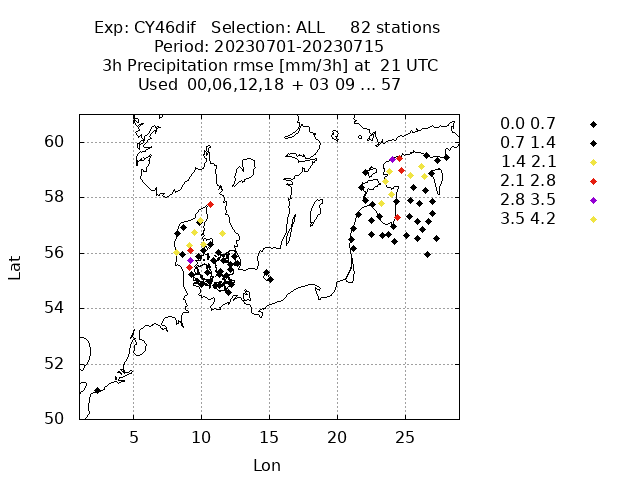 Exp: CY46dif   Selection: ALL     82 stations
Period: 20230701-20230715
3h Precipitation rmse [mm/3h] at  21 UTC
Used  00,06,12,18  + 03 09 ... 57
0.0 0.7
0.7 1.4
1.4 2.1
2.1 2.8
2.8 3.5
3.5 4.2
60
58
56
54
52
50
Lat
5 10 15 20 25
Lon